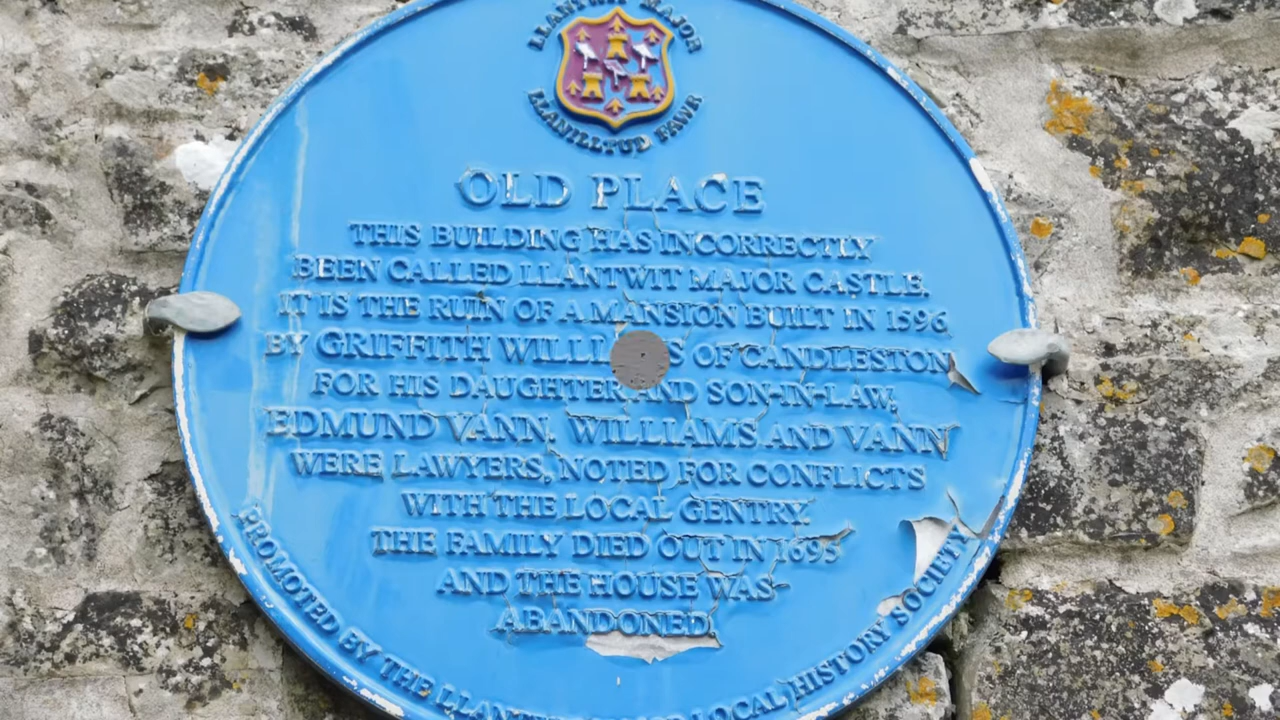 LLANTWIT MAJOR
LLANILLTUD FAWR
OLD PLACE
THIS BUILDING HAS INCORRECTLY
BEEN CALLED LLANTWIT MAJOR CASTLE.
IT IS THE RUIN OF A MANSION BUILT IN 1596
BY GRIFFITH WILLIAMS OF CANDLESTON
FOR HIS DAUGHTER AND SON-IN-LAW,
EDMUND VANN. WILLIAMS AND VANN
WERE LAWYERS, NOTED FOR CONFLICTS
WITH THE LOCAL GENTRY.
THE FAMILY DIED OUT IN 1695
AND THE HOUSE WAS
ABANDONED.
PROMOTED BY THE LLANTWIT MAJOR LOCAL HISTORY SOCIETY